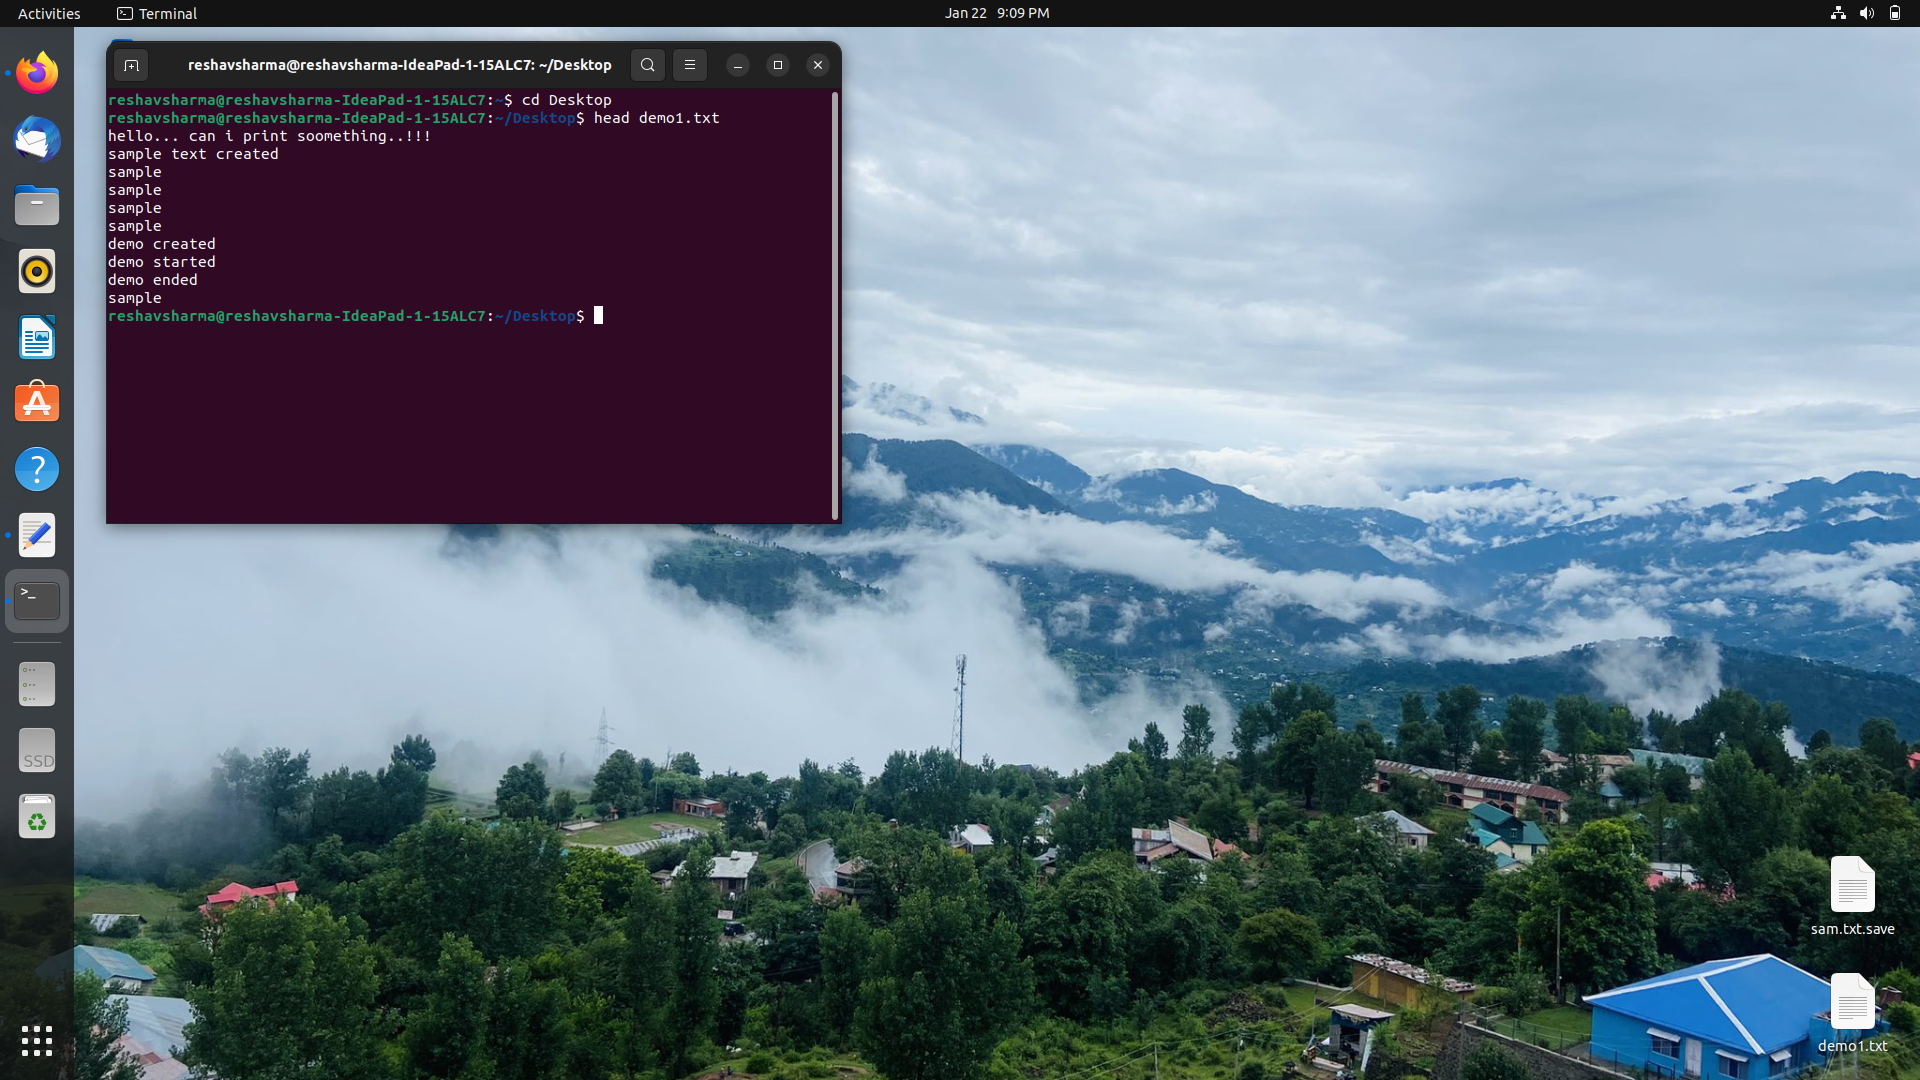 Activities Terminal Jan 22 9:09 PM
reshavsharma@reshavsharma-IdeaPad-1-15ALC7: ~/Desktop
reshavsharma@reshavsharma-IdeaPad-1-15ALC7:~$ cd Desktop
reshavsharma@reshavsharma-IdeaPad-1-15ALC7:~/Desktop$ head demo1.txt
hello... can i print soomething..!!!
sample text created
sample
sample
sample
sample
demo created
demo started
demo ended
sample
reshavsharma@reshavsharma-IdeaPad-1-15ALC7:~/Desktop$
SSD
sam.txt.save
demo1.txt